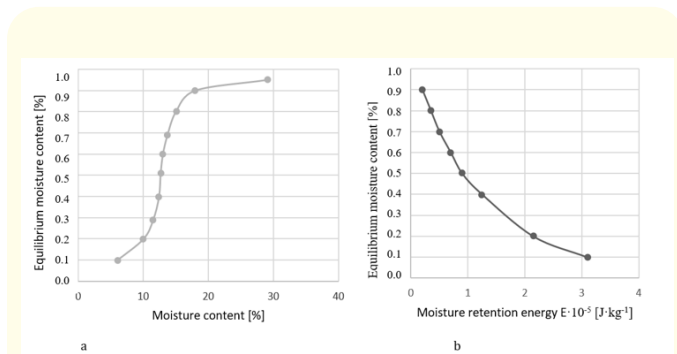 1.0
0.9
0.8
0.7
0.6
0.5
0.4
0.3
0.2
0.1
0.0
Equilibrium moisture content [%]
0 10 20 30 40
Moisture content [%]
a
1.0
0.9
0.8
0.7
0.6
0.5
0.4
0.3
0.2
0.1
0.0
Equilibrium moisture content [%]
0 1 2 3 4
Moisture retention energy E·10⁻⁵ [J·kg⁻¹]
b